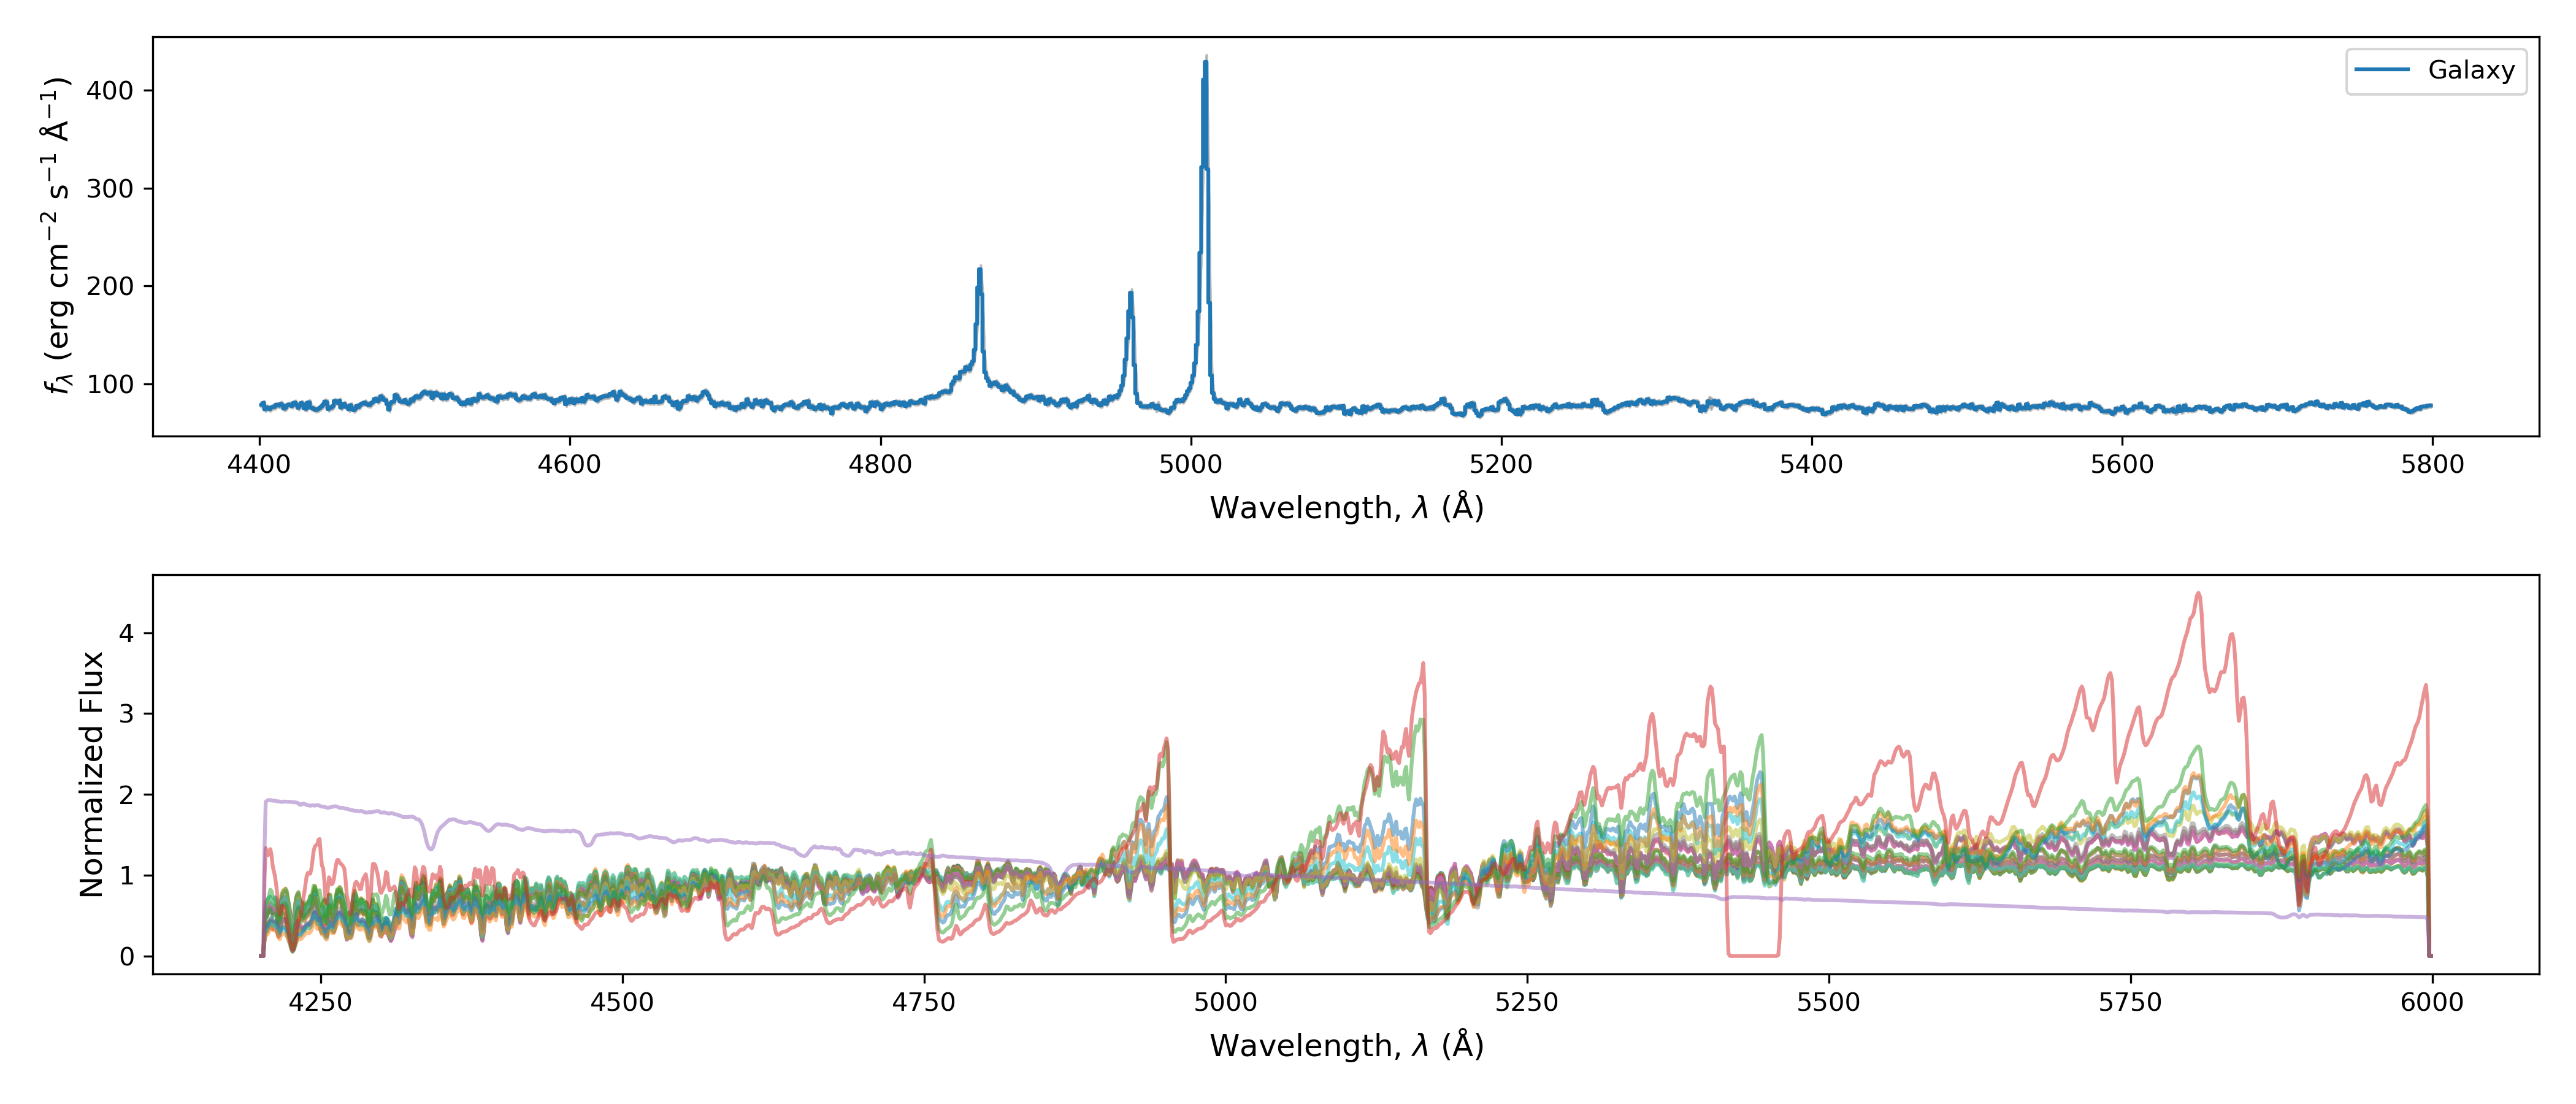 Galaxy
400
300
200
100
f_λ (erg cm⁻² s⁻¹ Å⁻¹)
4400 4600 4800 5000 5200 5400 5600 5800
Wavelength, λ (Å)
4
3
2
1
0
Normalized Flux
4250 4500 4750 5000 5250 5500 5750 6000
Wavelength, λ (Å)